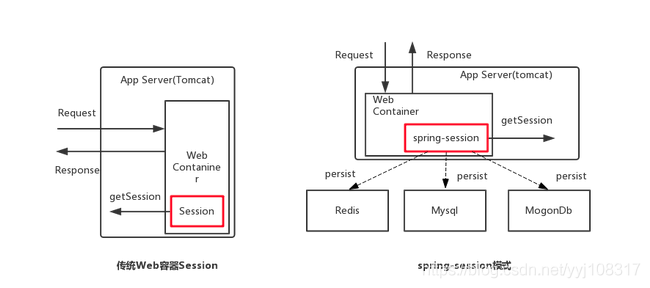 App Server(Tomcat)
Request
Response
Web
Contanine
r
getSession
Session
传统Web容器Session
Request
Response
App Server(tomcat)
Web
Container
spring-session
getSession
persist
persist
persist
Redis
Mysql
MogonDb
spring-session模式
https://blog.csdn.net/yyj108317